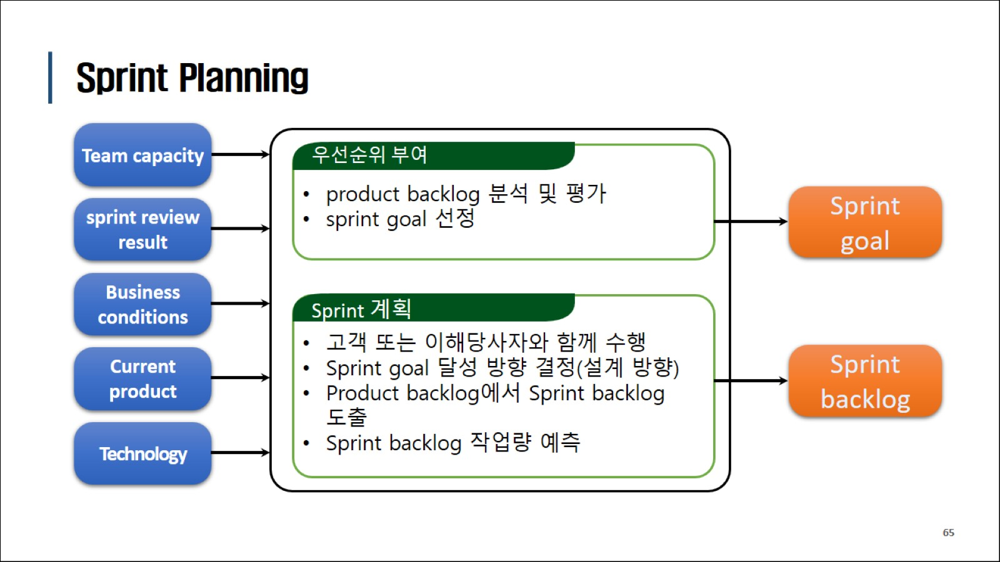 Sprint Planning
Team capacity
sprint review
result
Business
conditions
Current
product
Technology
우선순위 부여
• product backlog 분석 및 평가
• sprint goal 선정
Sprint 계획
• 고객 또는 이해당사자와 함께 수행
• Sprint goal 달성 방향 결정(설계 방향)
• Product backlog에서 Sprint backlog
도출
• Sprint backlog 작업량 예측
Sprint
goal
Sprint
backlog
65